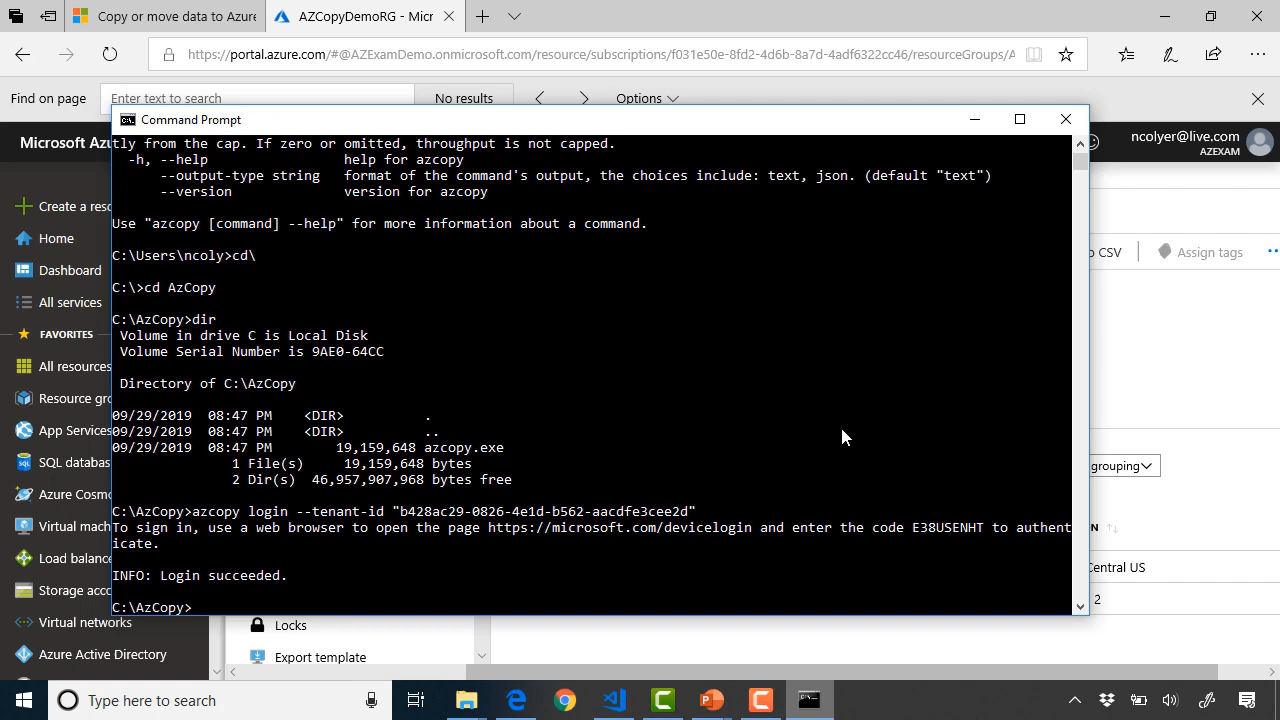 Copy or move data to Azure
AZCopyDemoRG - Micr
https://portal.azure.com/#@AZExamDemo.onmicrosoft.com/resource/subscriptions/f031e50e-8fd2-4d6b-8a7d-4adf6322cc46/resourceGroups/A
Find on page
Enter text to search
No results
Options
Microsoft Azu
ncolyer@live.com
AZEXAM
Command Prompt
tly from the cap. If zero or omitted, throughput is not capped.
-h, --help help for azcopy
--output-type string format of the command's output, the choices include: text, json. (default "text")
--version version for azcopy
Use "azcopy [command] --help" for more information about a command.
C:\Users\ncoly>cd\
C:\>cd AzCopy
C:\AzCopy>dir
Volume in drive C is Local Disk
Volume Serial Number is 9AE0-64CC
Directory of C:\AzCopy
09/29/2019 08:47 PM <DIR> .
09/29/2019 08:47 PM <DIR> ..
09/29/2019 08:47 PM 19,159,648 azcopy.exe
1 File(s) 19,159,648 bytes
2 Dir(s) 46,957,907,968 bytes free
C:\AzCopy>azcopy login --tenant-id "b428ac29-0826-4e1d-b562-aacdfe3cee2d"
To sign in, use a web browser to open the page https://microsoft.com/devicelogin and enter the code E38USENHT to authent
icate.
INFO: Login succeeded.
C:\AzCopy>
Create a reso
Home
Dashboard
All services
FAVORITES
All resources
Resource gro
App Services
SQL databas
Azure Cosmo
Virtual mach
Load balance
Storage acco
Virtual networks
Azure Active Directory
o CSV
Assign tags
grouping
N
Central US
2
Locks
Export template
Type here to search